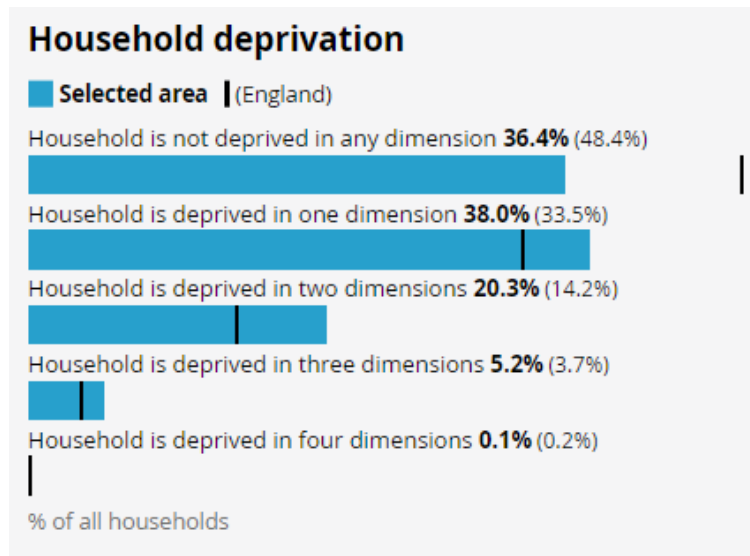 Household deprivation
Selected area (England)
Household is not deprived in any dimension 36.4% (48.4%)
Household is deprived in one dimension 38.0% (33.5%)
Household is deprived in two dimensions 20.3% (14.2%)
Household is deprived in three dimensions 5.2% (3.7%)
Household is deprived in four dimensions 0.1% (0.2%)
% of all households